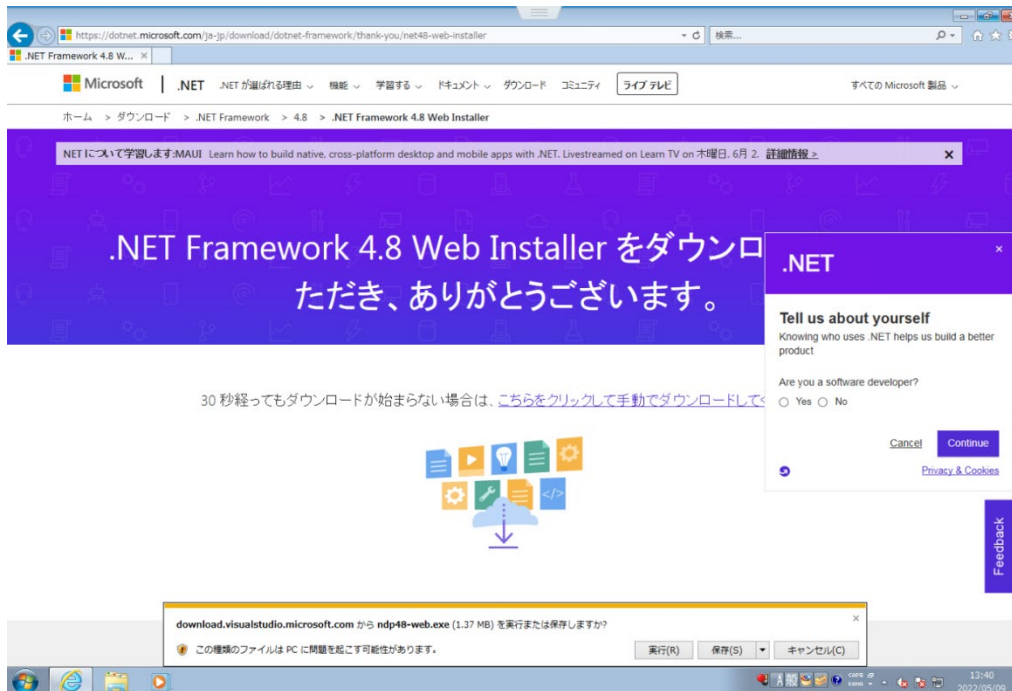 https://dotnet.microsoft.com/ja-jp/download/dotnet-framework/thank-you/net48-web-installer
検索...
.NET Framework 4.8 W...
Microsoft .NET .NET が選ばれる理由 機能 学習する ドキュメント ダウンロード コミュニティ ライブ テレビ すべての Microsoft 製品
ホーム > ダウンロード > .NET Framework > 4.8 > .NET Framework 4.8 Web Installer
NET について学習します:MAUI Learn how to build native, cross-platform desktop and mobile apps with .NET. Livestreamed on Learn TV on 木曜日, 6月 2. 詳細情報 >
.NET Framework 4.8 Web Installer をダウンロ
ただき、ありがとうございます。
.NET
Tell us about yourself
Knowing who uses .NET helps us build a better
product
Are you a software developer?
Yes No
Cancel Continue
Privacy & Cookies
30 秒経ってもダウンロードが始まらない場合は、こちらをクリックして手動でダウンロードして
Feedback
download.visualstudio.microsoft.com から ndp48-web.exe (1.37 MB) を実行または保存しますか?
この種類のファイルは PC に問題を起こす可能性があります。
実行(R) 保存(S) キャンセル(C)
A 般 CAPS KANA
13:40
2022/05/09